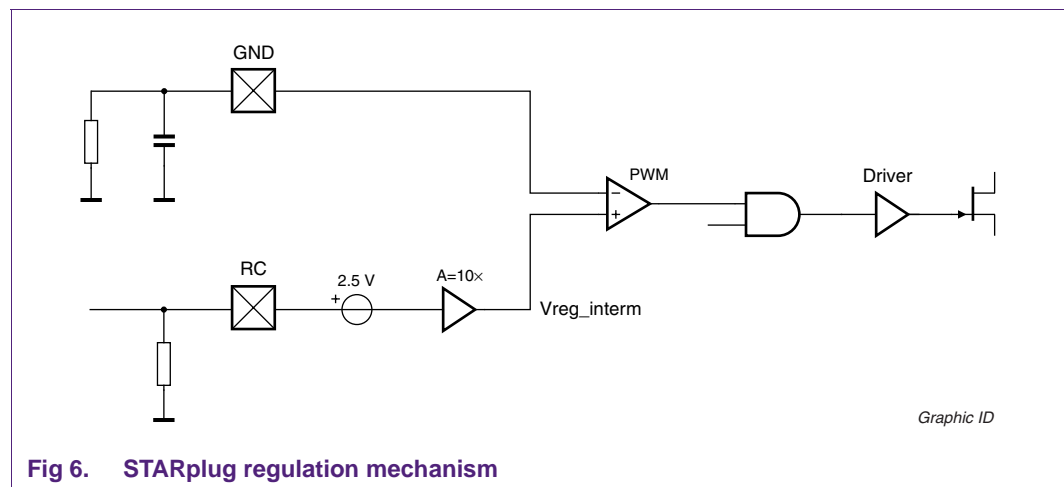 GND
PWM
−
+
Driver
RC
2.5 V
+
A=10×
Vreg_interm
Graphic ID
Fig 6. STARplug regulation mechanism